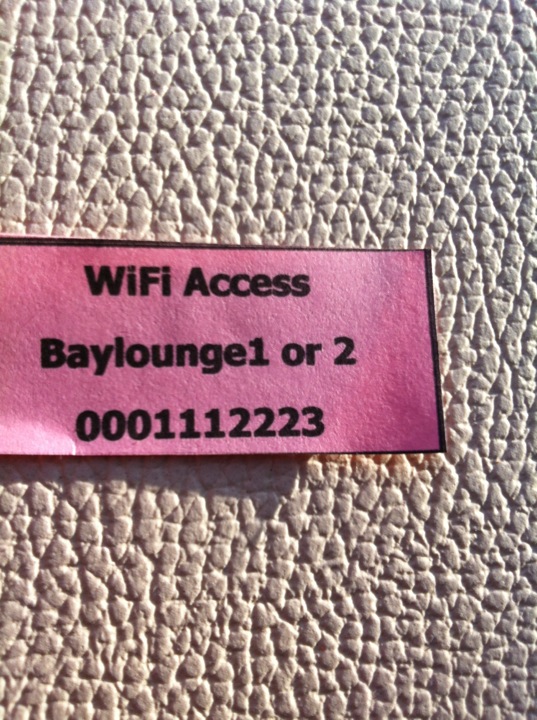 WiFi Access
Baylounge1 or 2
0001112223